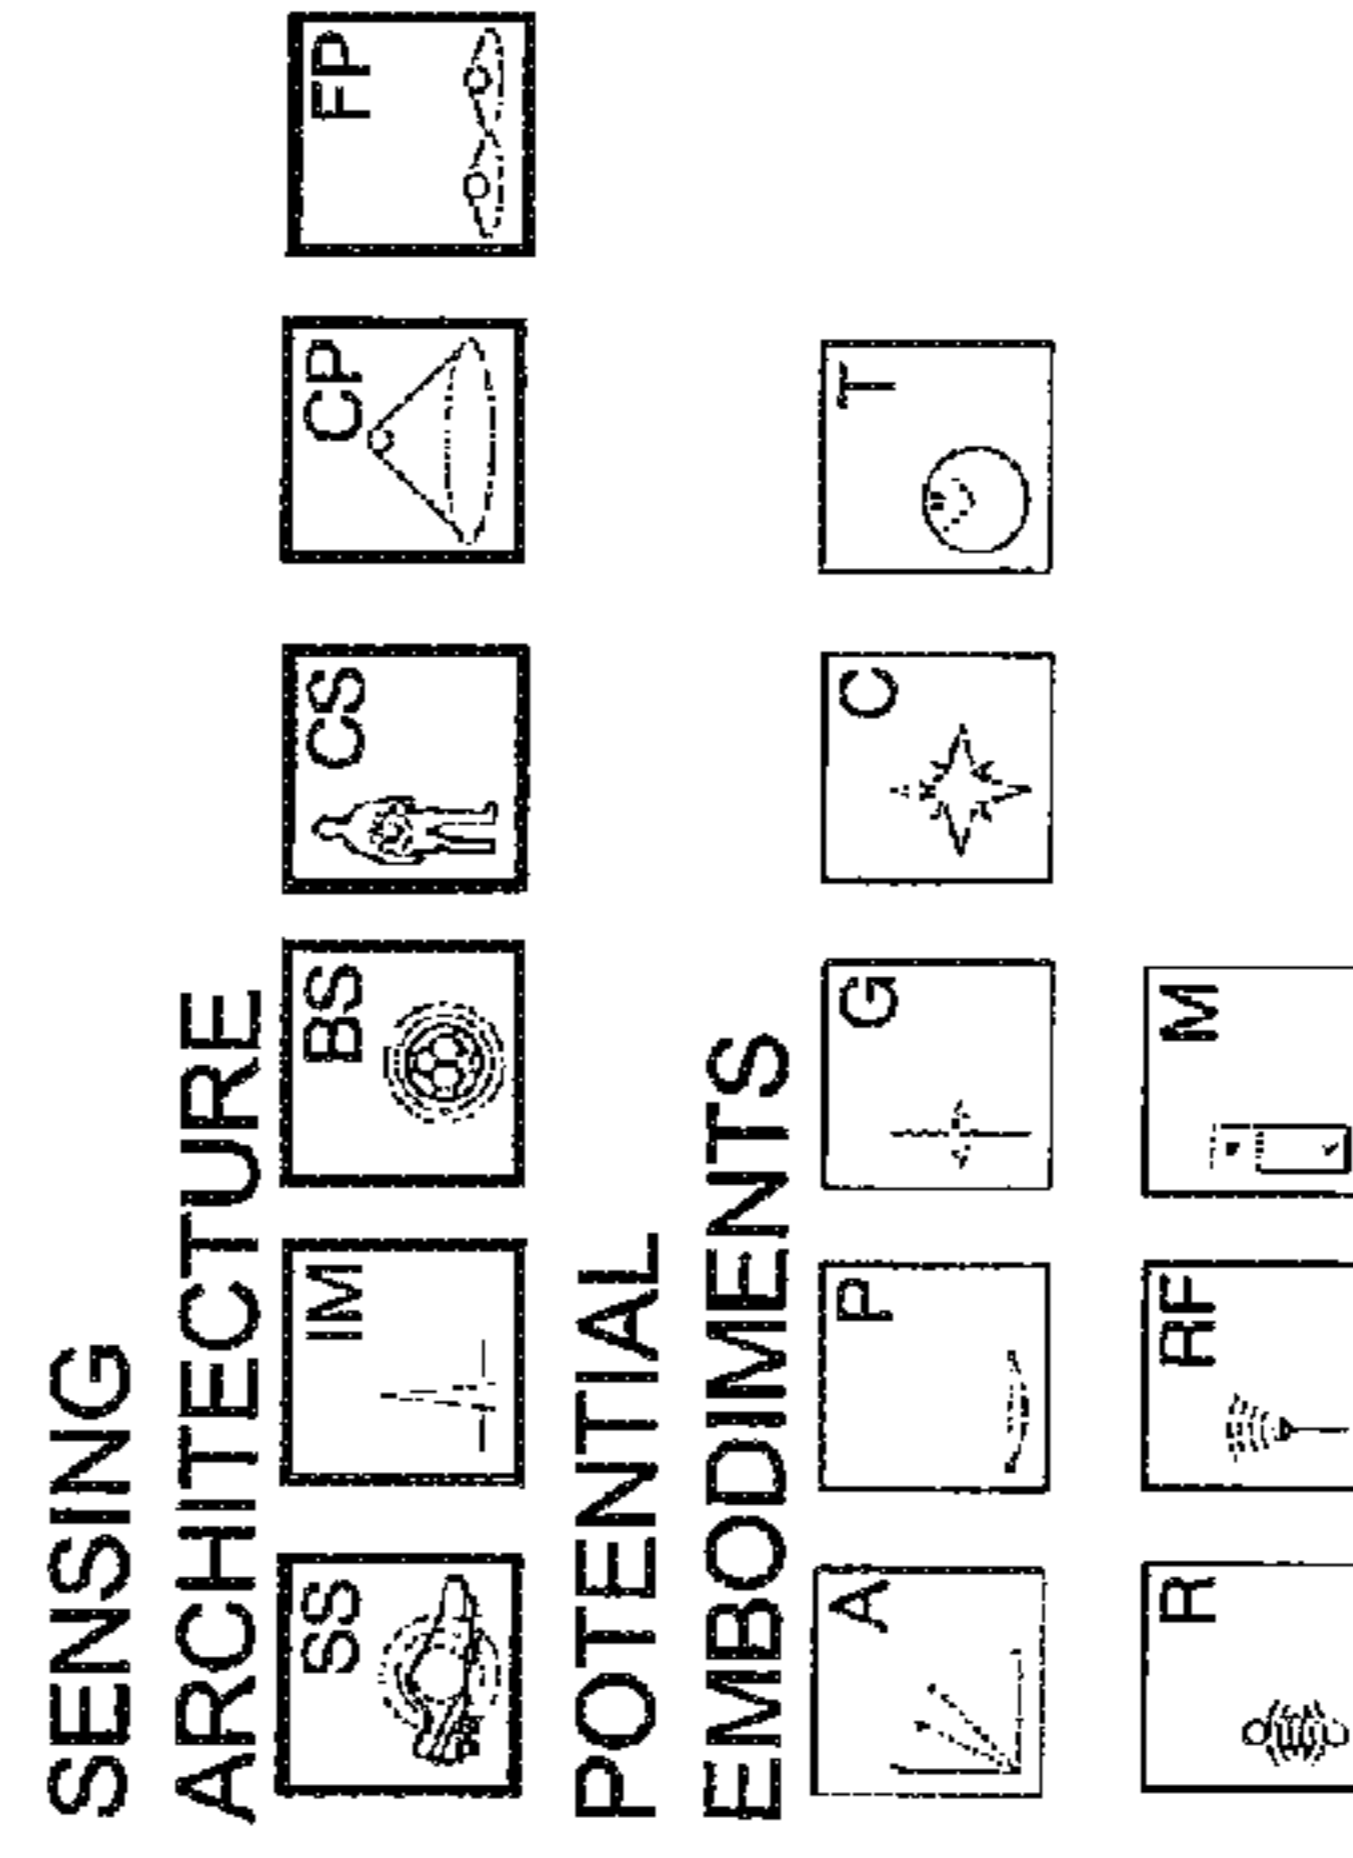 SENSING
ARCHITECTURE
SS IM BS CS CP FP
POTENTIAL
EMBODIMENTS
A P G C T
R RF M